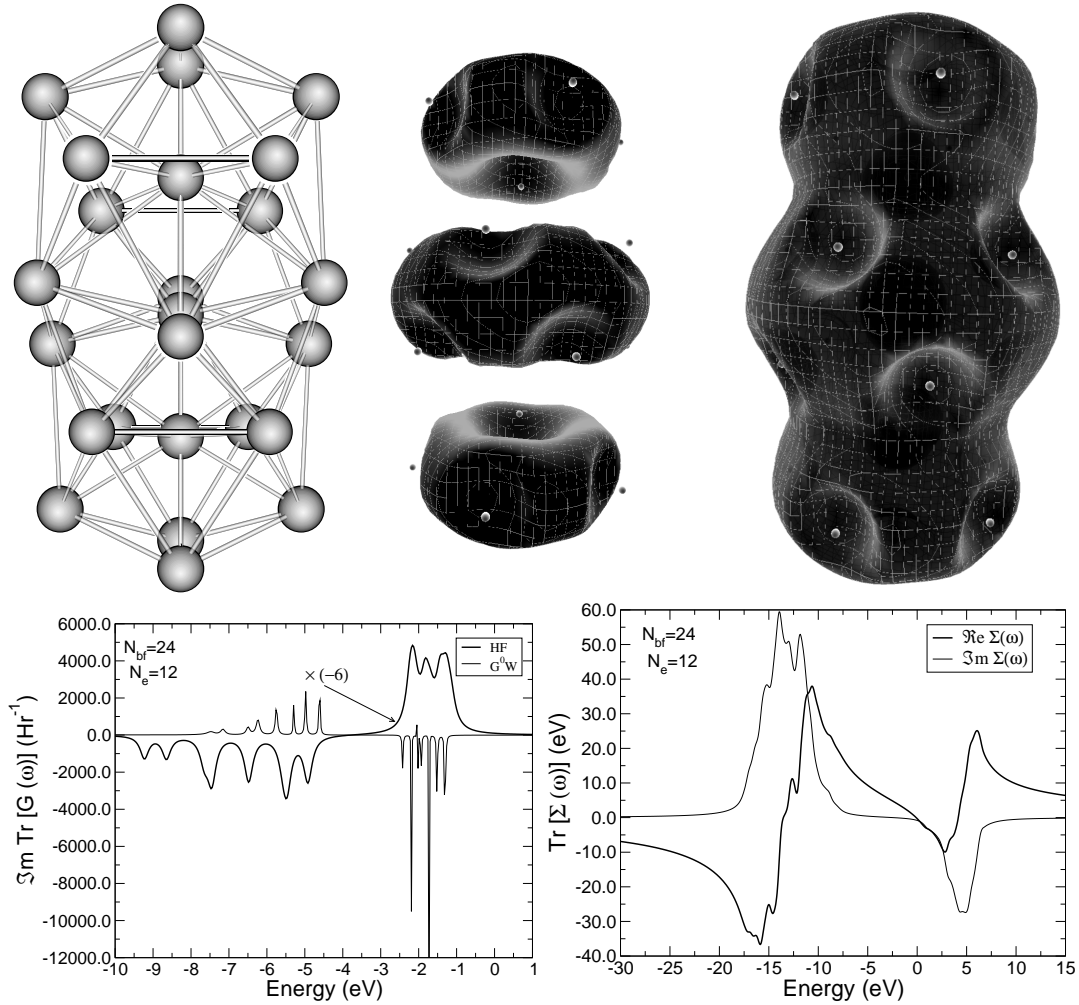 6000.0
4000.0
2000.0
0.0
-2000.0
-4000.0
-6000.0
-8000.0
-10000.0
-12000.0
ℑm Tr [G (ω)] (Hr⁻¹)
N_bf=24
N_e=12
× (−6)
HF
G⁰W
-10 -9 -8 -7 -6 -5 -4 -3 -2 -1 0 1
Energy (eV)
60.0
50.0
40.0
30.0
20.0
10.0
0.0
-10.0
-20.0
-30.0
-40.0
Tr [Σ (ω)] (eV)
N_bf=24
N_e=12
ℜe Σ(ω)
ℑm Σ(ω)
-30 -25 -20 -15 -10 -5 0 5 10 15
Energy (eV)